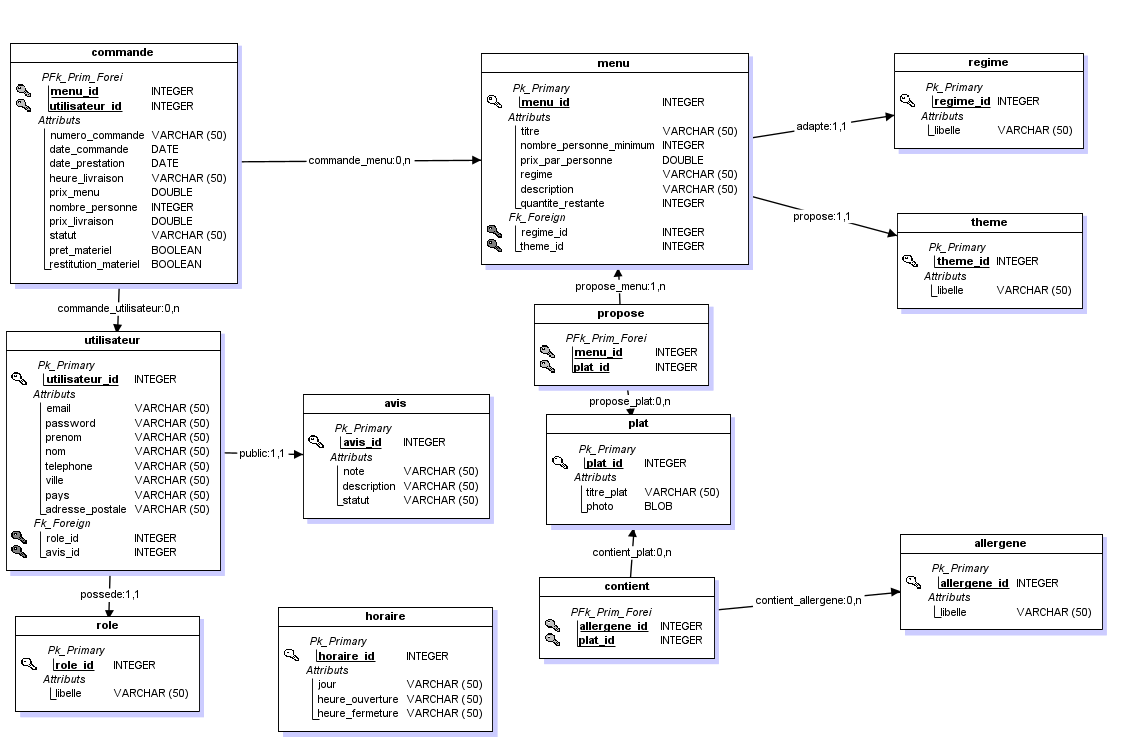 commande
PFk_Prim_Forei
menu_id INTEGER
utilisateur_id INTEGER
Attributs
numero_commande VARCHAR (50)
date_commande DATE
date_prestation DATE
heure_livraison VARCHAR (50)
prix_menu DOUBLE
nombre_personne INTEGER
prix_livraison DOUBLE
statut VARCHAR (50)
pret_materiel BOOLEAN
restitution_materiel BOOLEAN
commande_menu:0,n
menu
Pk_Primary
menu_id INTEGER
Attributs
titre VARCHAR (50)
nombre_personne_minimum INTEGER
prix_par_personne DOUBLE
regime VARCHAR (50)
description VARCHAR (50)
quantite_restante INTEGER
Fk_Foreign
regime_id INTEGER
theme_id INTEGER
adapte:1,1
regime
Pk_Primary
regime_id INTEGER
Attributs
libelle VARCHAR (50)
propose:1,1
theme
Pk_Primary
theme_id INTEGER
Attributs
libelle VARCHAR (50)
commande_utilisateur:0,n
propose_menu:1,n
utilisateur
Pk_Primary
utilisateur_id INTEGER
Attributs
email VARCHAR (50)
password VARCHAR (50)
prenom VARCHAR (50)
nom VARCHAR (50)
telephone VARCHAR (50)
ville VARCHAR (50)
pays VARCHAR (50)
adresse_postale VARCHAR (50)
Fk_Foreign
role_id INTEGER
avis_id INTEGER
public:1,1
avis
Pk_Primary
avis_id INTEGER
Attributs
note VARCHAR (50)
description VARCHAR (50)
statut VARCHAR (50)
propose
PFk_Prim_Forei
menu_id INTEGER
plat_id INTEGER
propose_plat:0,n
plat
Pk_Primary
plat_id INTEGER
Attributs
titre_plat VARCHAR (50)
photo BLOB
contient_plat:0,n
contient
PFk_Prim_Forei
allergene_id INTEGER
plat_id INTEGER
contient_allergene:0,n
allergene
Pk_Primary
allergene_id INTEGER
Attributs
libelle VARCHAR (50)
possede:1,1
role
Pk_Primary
role_id INTEGER
Attributs
libelle VARCHAR (50)
horaire
Pk_Primary
horaire_id INTEGER
Attributs
jour VARCHAR (50)
heure_ouverture VARCHAR (50)
heure_fermeture VARCHAR (50)